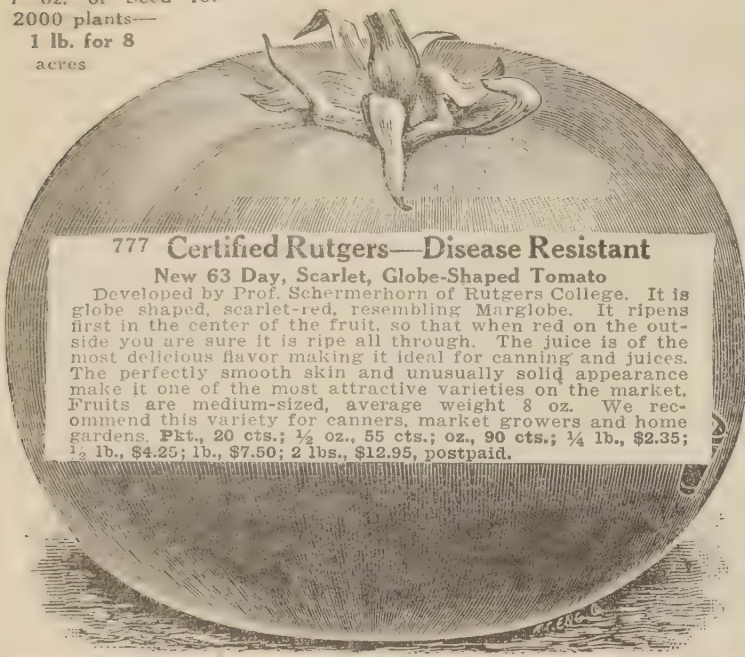 1 oz. of seed for
2000 plants—
1 lb. for 8
acres
777 Certified Rutgers—Disease Resistant
New 63 Day, Scarlet, Globe-Shaped Tomato
Developed by Prof. Schermerhorn of Rutgers College. It is
globe shaped, scarlet-red, resembling Marglobe. It ripens
first in the center of the fruit, so that when red on the out-
side you are sure it is ripe all through. The juice is of the
most delicious flavor making it ideal for canning and juices.
The perfectly smooth skin and unusually solid appearance
make it one of the most attractive varieties on the market.
Fruits are medium-sized, average weight 8 oz. We rec-
ommend this variety for canners, market growers and home
gardens. Pkt., 20 cts.; ½ oz., 55 cts.; oz., 90 cts.; ¼ lb., $2.35;
½ lb., $4.25; lb., $7.50; 2 lbs., $12.95, postpaid.